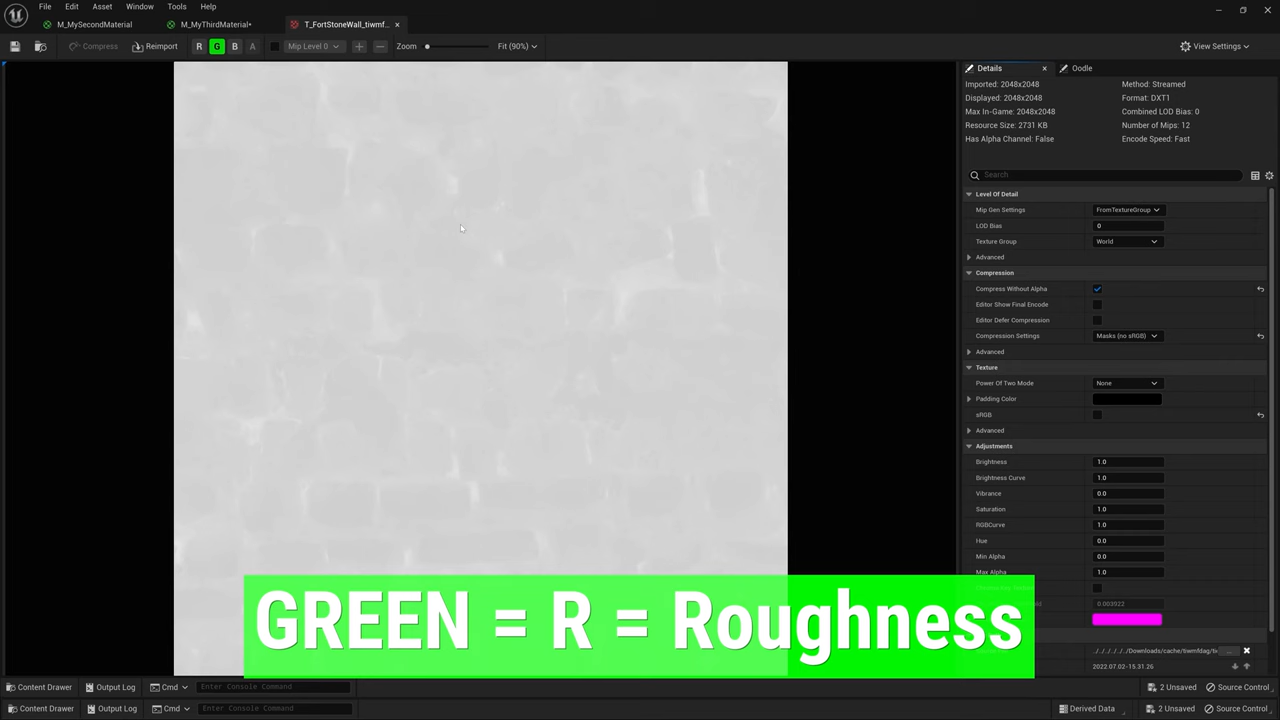 File Edit Asset Window Tools Help
M_MySecondMaterial M_MyThirdMaterial* T_FortStoneWall_tiwmf...
Compress Reimport R G B A Mip Level 0 Zoom Fit (90%) View Settings
Details Oodle
Imported: 2048x2048 Method: Streamed
Displayed: 2048x2048 Format: DXT1
Max In-Game: 2048x2048 Combined LOD Bias: 0
Resource Size: 2731 KB Number of Mips: 12
Has Alpha Channel: False Encode Speed: Fast
Search
Level Of Detail
Mip Gen Settings FromTextureGroup
LOD Bias 0
Texture Group World
Advanced
Compression
Compress Without Alpha
Editor Show Final Encode
Editor Defer Compression
Compression Settings Masks (no sRGB)
Advanced
Texture
Power Of Two Mode None
Padding Color
sRGB
Advanced
Adjustments
Brightness 1.0
Brightness Curve 1.0
Vibrance 0.0
Saturation 1.0
RGBCurve 1.0
Hue 0.0
Min Alpha 0.0
Max Alpha 1.0
0.003922
GREEN = R = Roughness
2022.07.02-15.31.26
Content Drawer Output Log Cmd Enter Console Command 2 Unsaved Source Control
Content Drawer Output Log Cmd Enter Console Command Derived Data 2 Unsaved Source Control